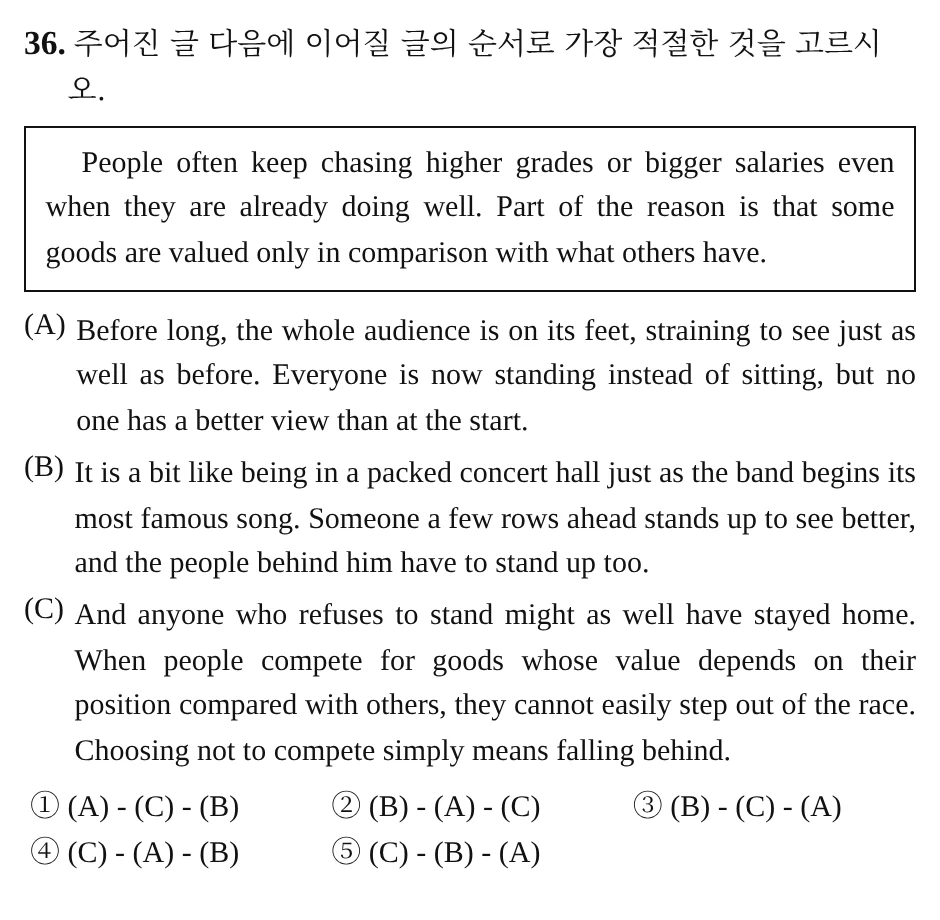 36. 주어진 글 다음에 이어질 글의 순서로 가장 적절한 것을 고르시
오.
People often keep chasing higher grades or bigger salaries even
when they are already doing well. Part of the reason is that some
goods are valued only in comparison with what others have.
(A) Before long, the whole audience is on its feet, straining to see just as
well as before. Everyone is now standing instead of sitting, but no
one has a better view than at the start.
(B) It is a bit like being in a packed concert hall just as the band begins its
most famous song. Someone a few rows ahead stands up to see better,
and the people behind him have to stand up too.
(C) And anyone who refuses to stand might as well have stayed home.
When people compete for goods whose value depends on their
position compared with others, they cannot easily step out of the race.
Choosing not to compete simply means falling behind.
① (A) - (C) - (B) ② (B) - (A) - (C) ③ (B) - (C) - (A)
④ (C) - (A) - (B) ⑤ (C) - (B) - (A)